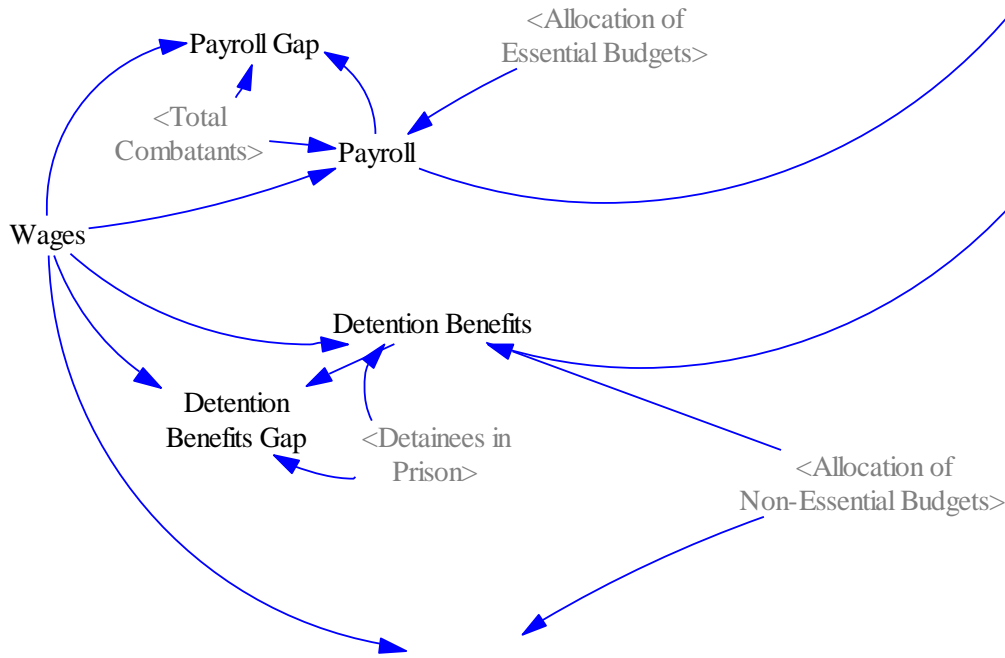 <Allocation of
Essential Budgets>
Payroll Gap
<Total
Combatants>
Payroll
Wages
Detention Benefits
Detention
Benefits Gap
<Detainees in
Prison>
<Allocation of
Non-Essential Budgets>